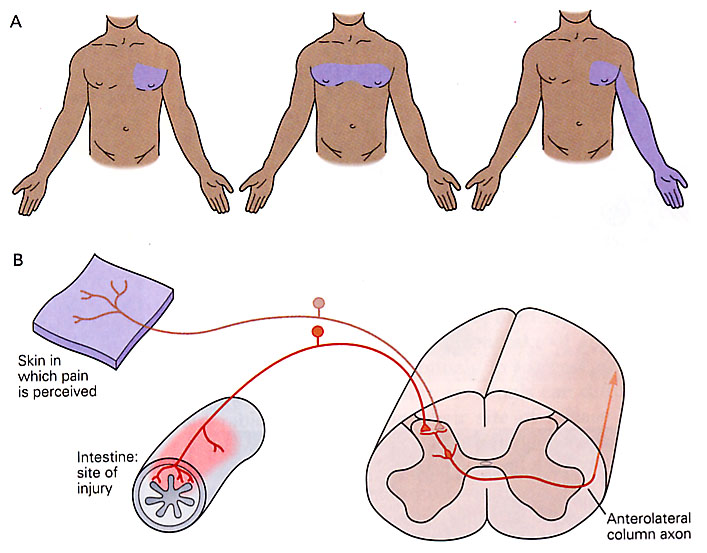 A
B
Skin in
which pain
is perceived
Intestine:
site of
injury
Anterolateral
column axon